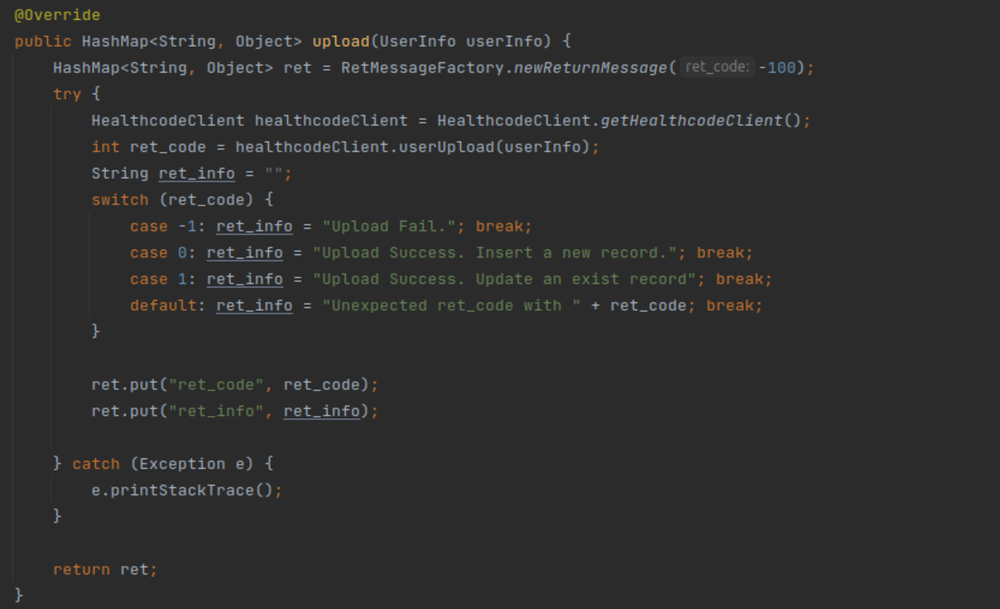 @Override
public HashMap<String, Object> upload(UserInfo userInfo) {
    HashMap<String, Object> ret = RetMessageFactory.newReturnMessage( ret_code: -100);
    try {
        HealthcodeClient healthcodeClient = HealthcodeClient.getHealthcodeClient();
        int ret_code = healthcodeClient.userUpload(userInfo);
        String ret_info = "";
        switch (ret_code) {
            case -1: ret_info = "Upload Fail."; break;
            case 0: ret_info = "Upload Success. Insert a new record."; break;
            case 1: ret_info = "Upload Success. Update an exist record"; break;
            default: ret_info = "Unexpected ret_code with " + ret_code; break;
        }
        ret.put("ret_code", ret_code);
        ret.put("ret_info", ret_info);
    } catch (Exception e) {
        e.printStackTrace();
    }
    return ret;
}